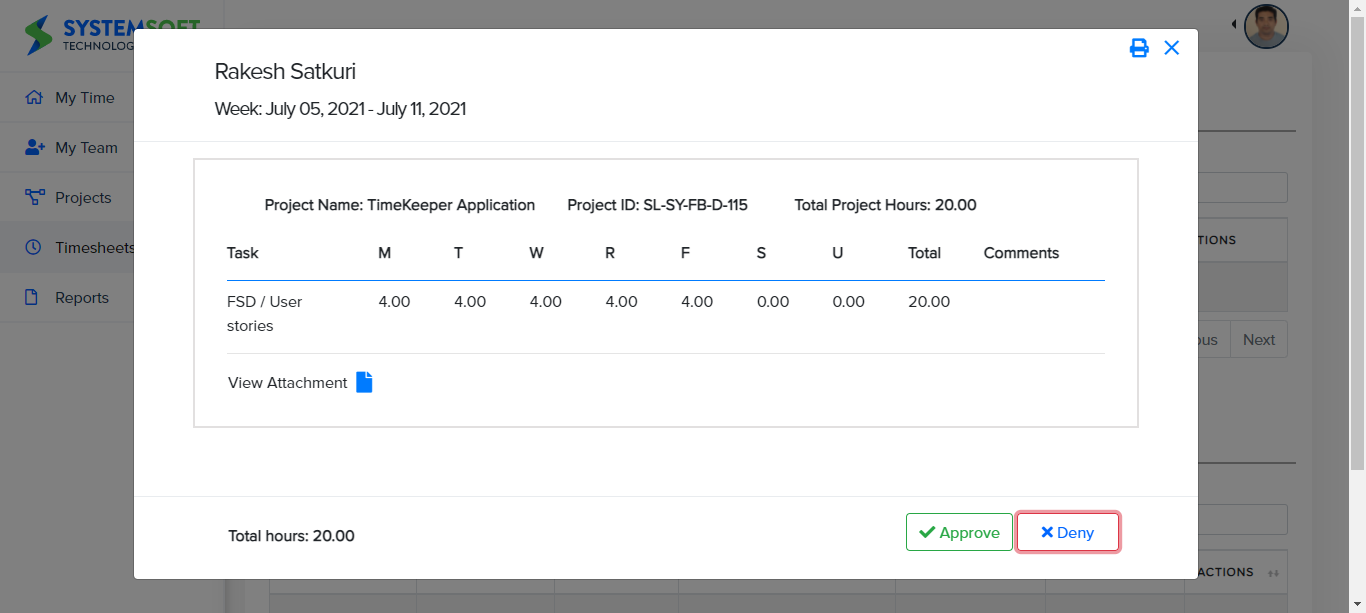 SYSTEMSOFT
TECHNOLOG
My Time
My Team
Projects
Timesheets
Reports
Rakesh Satkuri
Week: July 05, 2021 - July 11, 2021
Project Name: TimeKeeper Application Project ID: SL-SY-FB-D-115 Total Project Hours: 20.00
Task M T W R F S U Total Comments
FSD / User stories 4.00 4.00 4.00 4.00 4.00 0.00 0.00 20.00
View Attachment
Total hours: 20.00
Approve Deny
TIONS
ous Next
ACTIONS